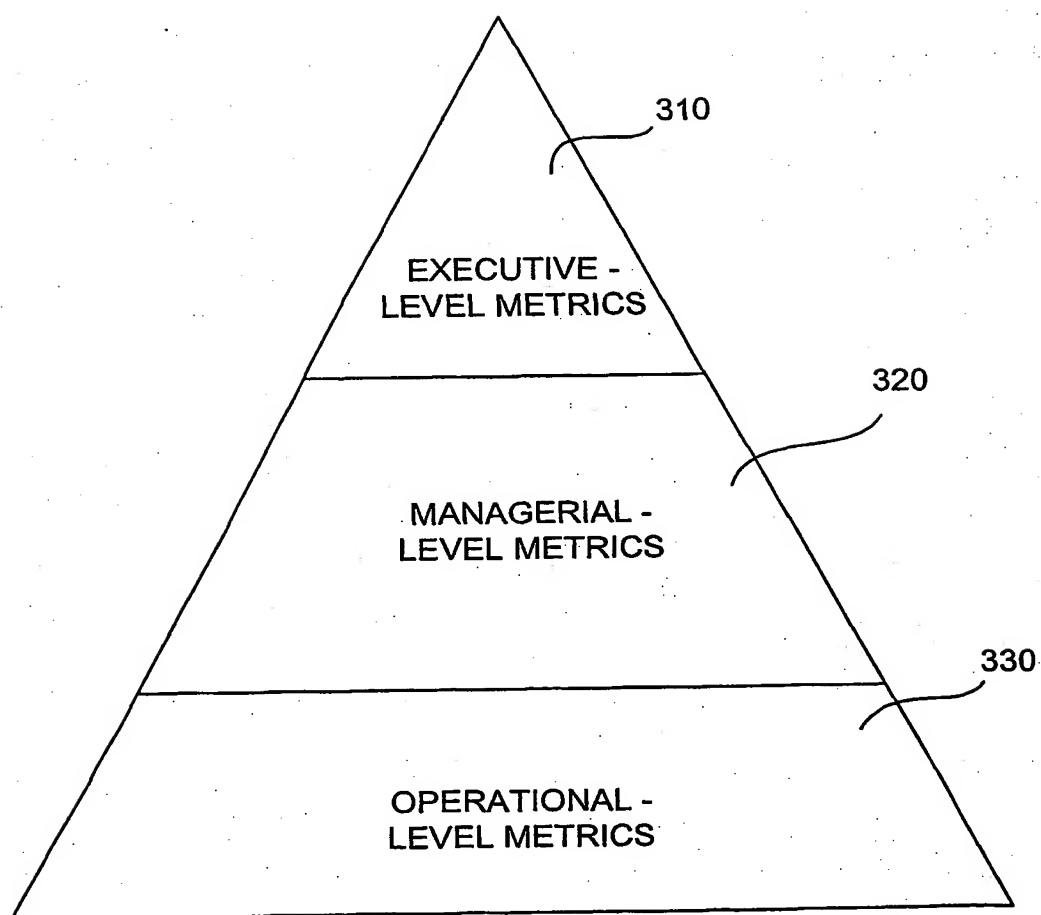 310
EXECUTIVE -
LEVEL METRICS
320
MANAGERIAL -
LEVEL METRICS
330
OPERATIONAL -
LEVEL METRICS